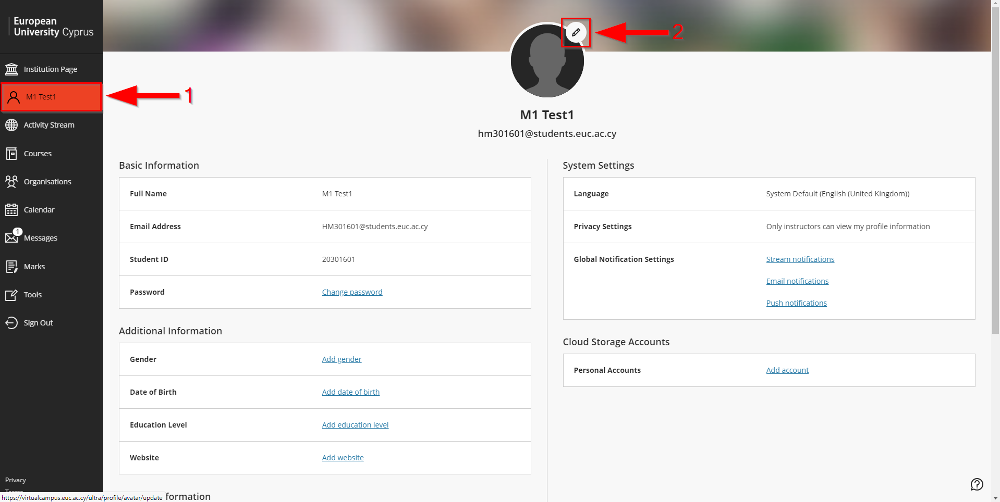 European
University Cyprus
Institution Page
M1 Test1
1
Activity Stream
Courses
Organisations
Calendar
1
Messages
Marks
Tools
Sign Out
Privacy
Terms
https://virtualcampus.euc.ac.cy/ultra/profile/avatar/update
2
M1 Test1
hm301601@students.euc.ac.cy
Basic Information
Full Name M1 Test1
Email Address HM301601@students.euc.ac.cy
Student ID 20301601
Password Change password
Additional Information
Gender Add gender
Date of Birth Add date of birth
Education Level Add education level
Website Add website
formation
System Settings
Language System Default (English (United Kingdom))
Privacy Settings Only instructors can view my profile information
Global Notification Settings Stream notifications
Email notifications
Push notifications
Cloud Storage Accounts
Personal Accounts Add account